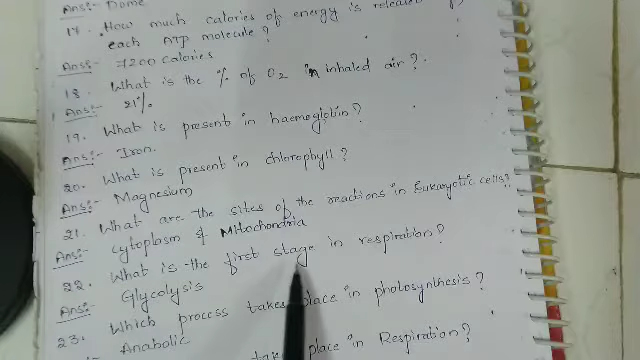 Ans:- Dome
17. How much calories of energy is released
each ATP molecule?
Ans:- 7200 calories
18. What is the % of O2 in inhaled air?
Ans:- 21%
19. What is present in haemoglobin?
Ans:- Iron.
20. What is present in chlorophyll?
Ans:- Magnesium
21. What are the sites of the reactions in Eukaryotic cells?
Ans:- Cytoplasm & Mitochondria
22. What is the first stage in respiration?
Ans:- Glycolysis
23. Which process takes place in photosynthesis?
Anabolic
place in Respiration?